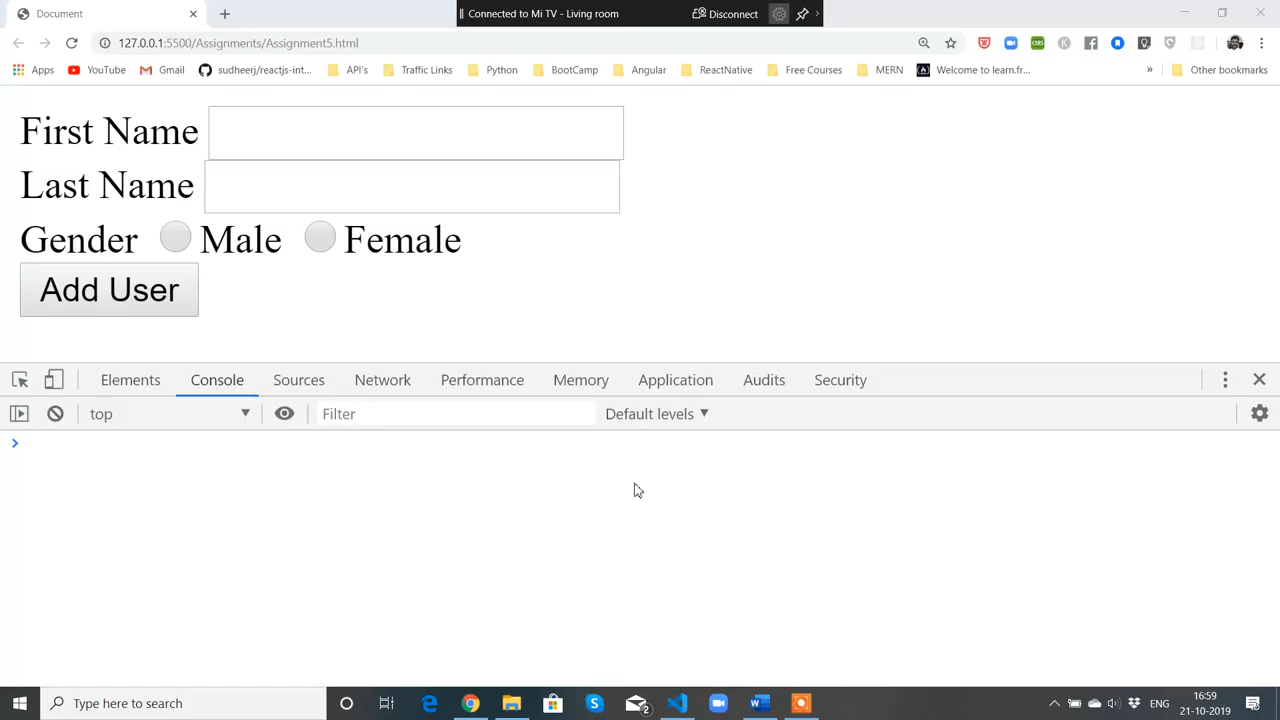 Document
Connected to Mi TV - Living room
Disconnect
127.0.0.1:5500/Assignments/Assignment5.html
Apps
YouTube
Gmail
sudheerj/reactjs-int...
API's
Traffic Links
Python
BootCamp
Angular
ReactNative
Free Courses
MERN
Welcome to learn.fr...
»
Other bookmarks
First Name
Last Name
Gender Male Female
Add User
Elements Console Sources Network Performance Memory Application Audits Security
top Filter Default levels
Type here to search
2
ENG
16:59
21-10-2019